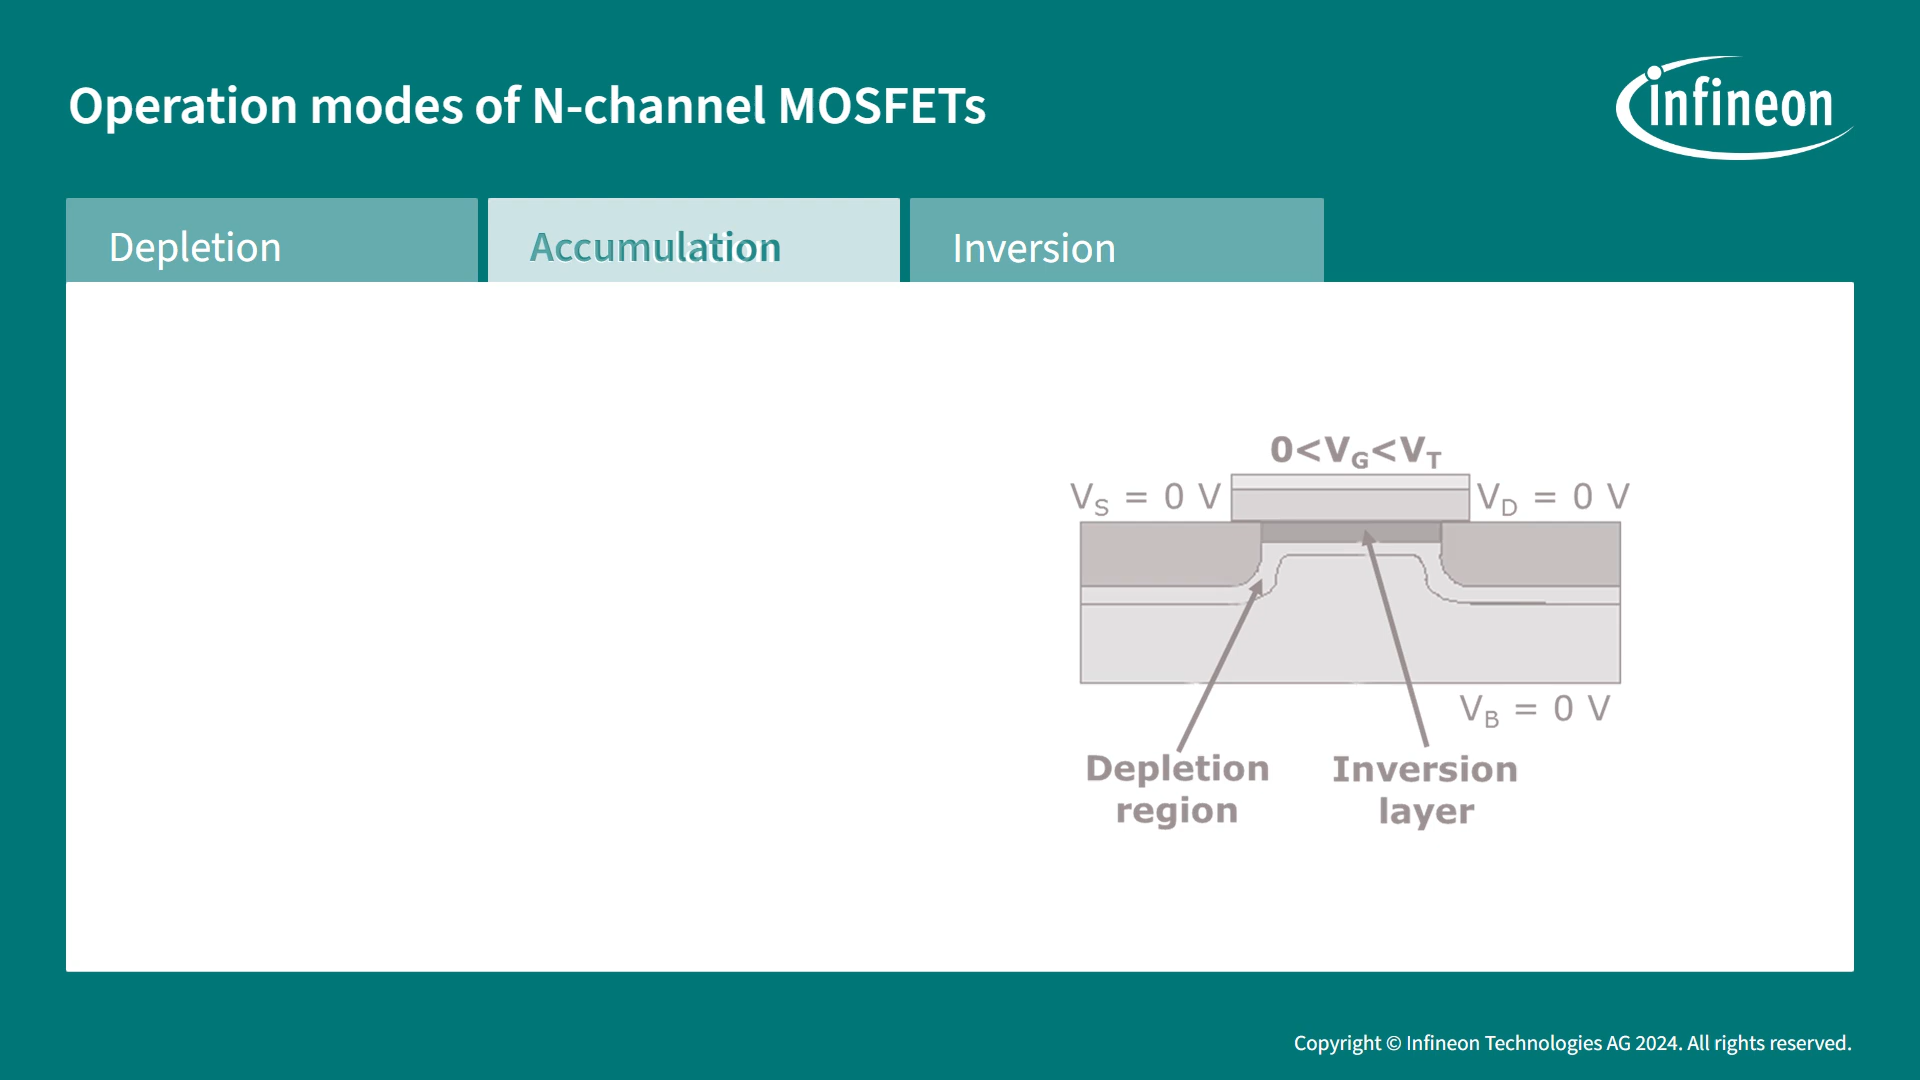 Operation modes of N-channel MOSFETs
infineon
Depletion
Accumulation
Inversion
0<VG<VT
VS = 0 V
VD = 0 V
VB = 0 V
Depletion
region
Inversion
layer
Copyright © Infineon Technologies AG 2024. All rights reserved.